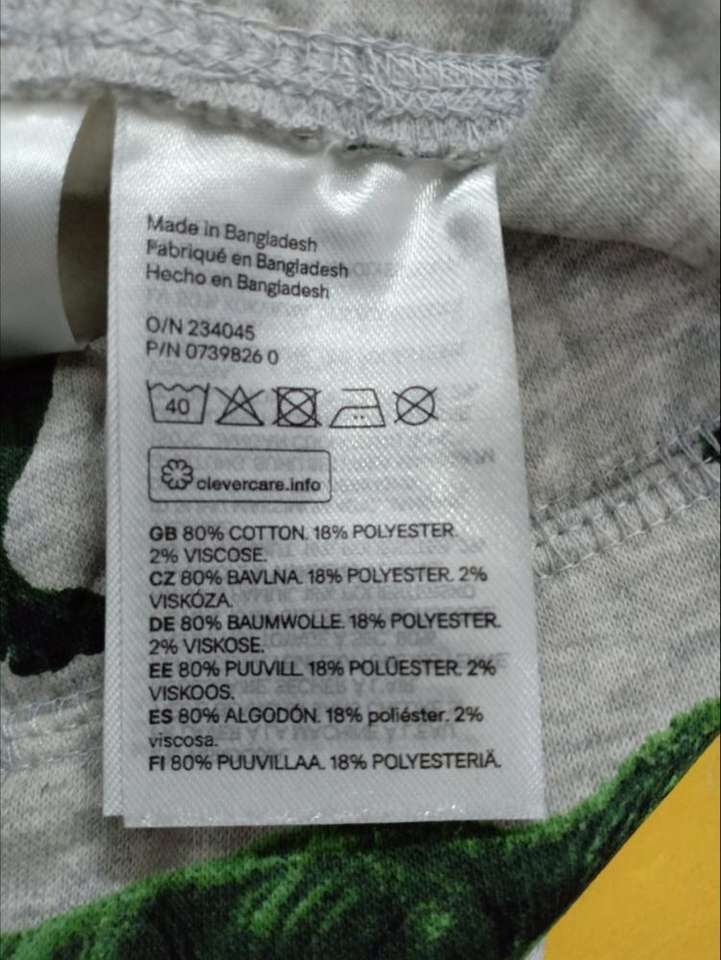 Made in Bangladesh
Fabriqué en Bangladesh
Hecho en Bangladesh
O/N 234045
P/N 0739826 0
40
clevercare.info
GB 80% COTTON. 18% POLYESTER.
2% VISCOSE.
CZ 80% BAVLNA. 18% POLYESTER. 2%
VISKÓZA.
DE 80% BAUMWOLLE. 18% POLYESTER.
2% VISKOSE.
EE 80% PUUVILL. 18% POLÜESTER. 2%
VISKOOS.
ES 80% ALGODÓN. 18% poliéster. 2%
viscosa.
FI 80% PUUVILLAA. 18% POLYESTERIÄ.